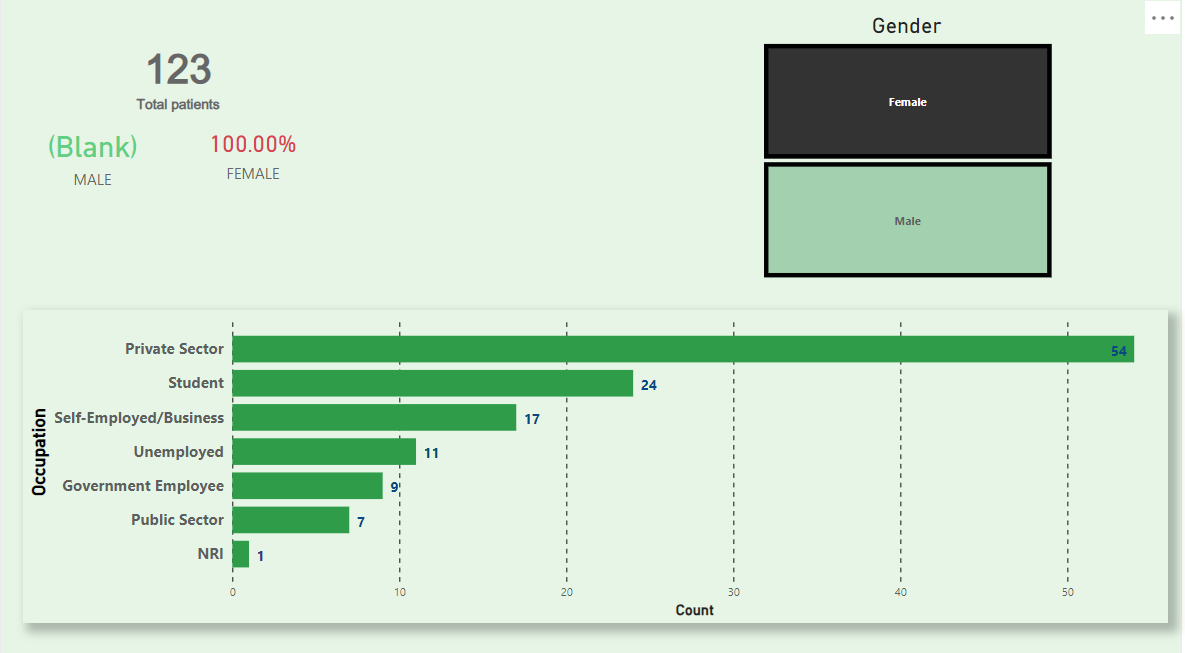 Gender
123
Total patients
(Blank)
MALE
100.00%
FEMALE
Female
Male
Occupation
Private Sector 54
Student 24
Self-Employed/Business 17
Unemployed 11
Government Employee 9
Public Sector 7
NRI 1
0 10 20 30 40 50
Count